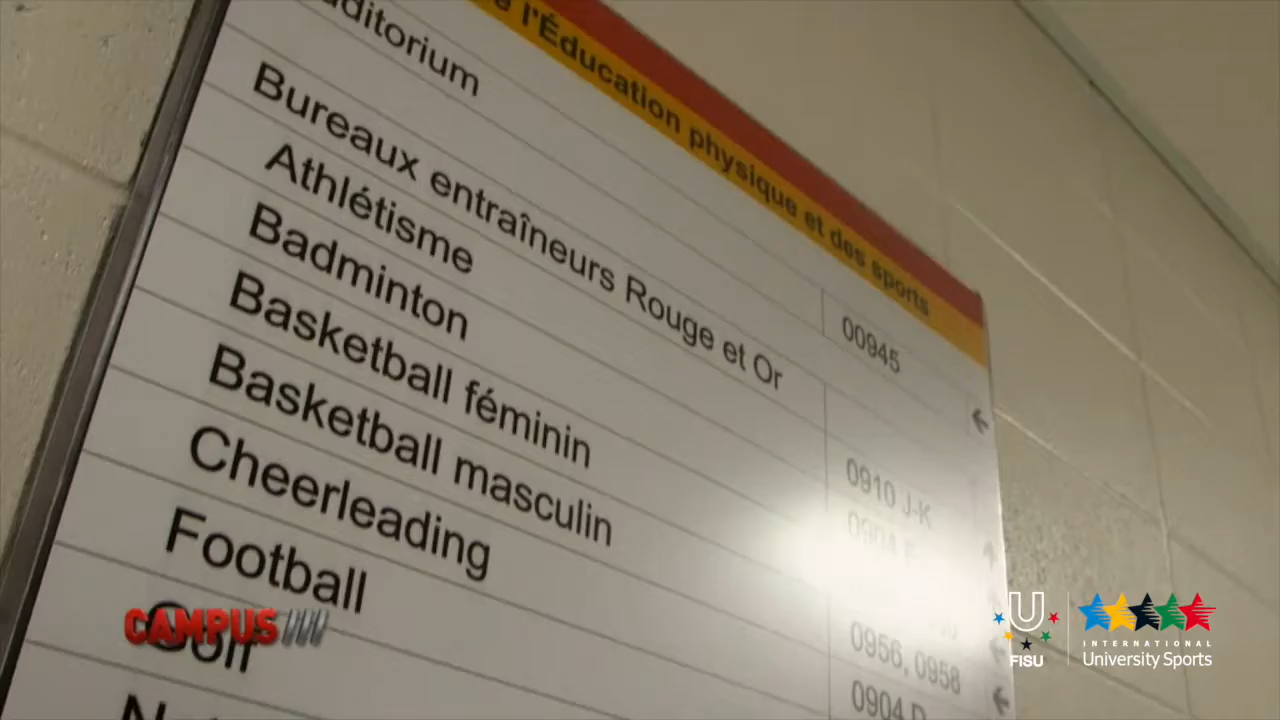 l'Éducation physique et des sports
00945
Bureaux entraîneurs Rouge et Or
Athlétisme 0910 J-K
Badminton
Basketball féminin
Basketball masculin 0956, 0958
Cheerleading 0904
Football
Golf
CAMPUS
FISU
INTERNATIONAL
University Sports